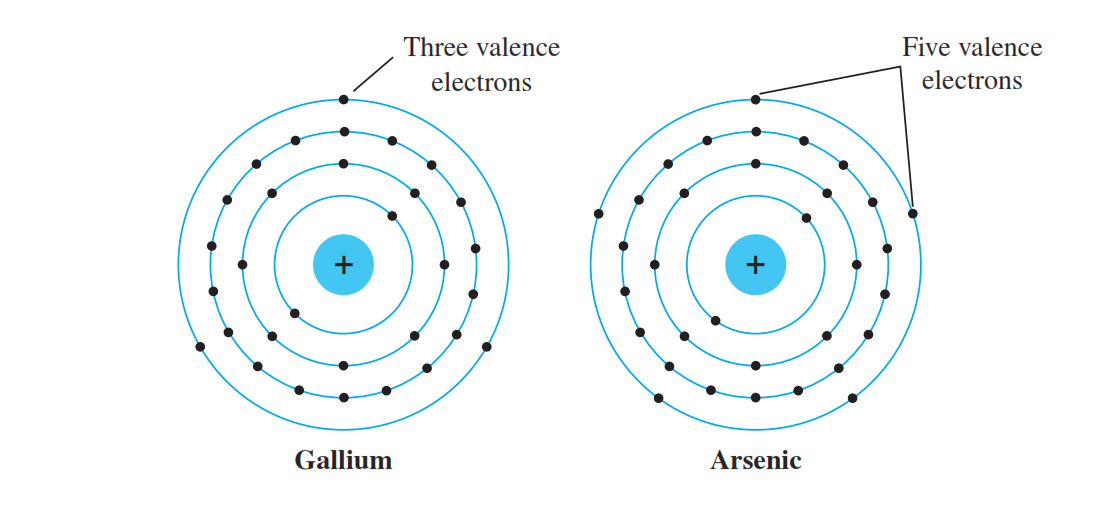 Three valence
electrons
Five valence
electrons
+
+
Gallium
Arsenic